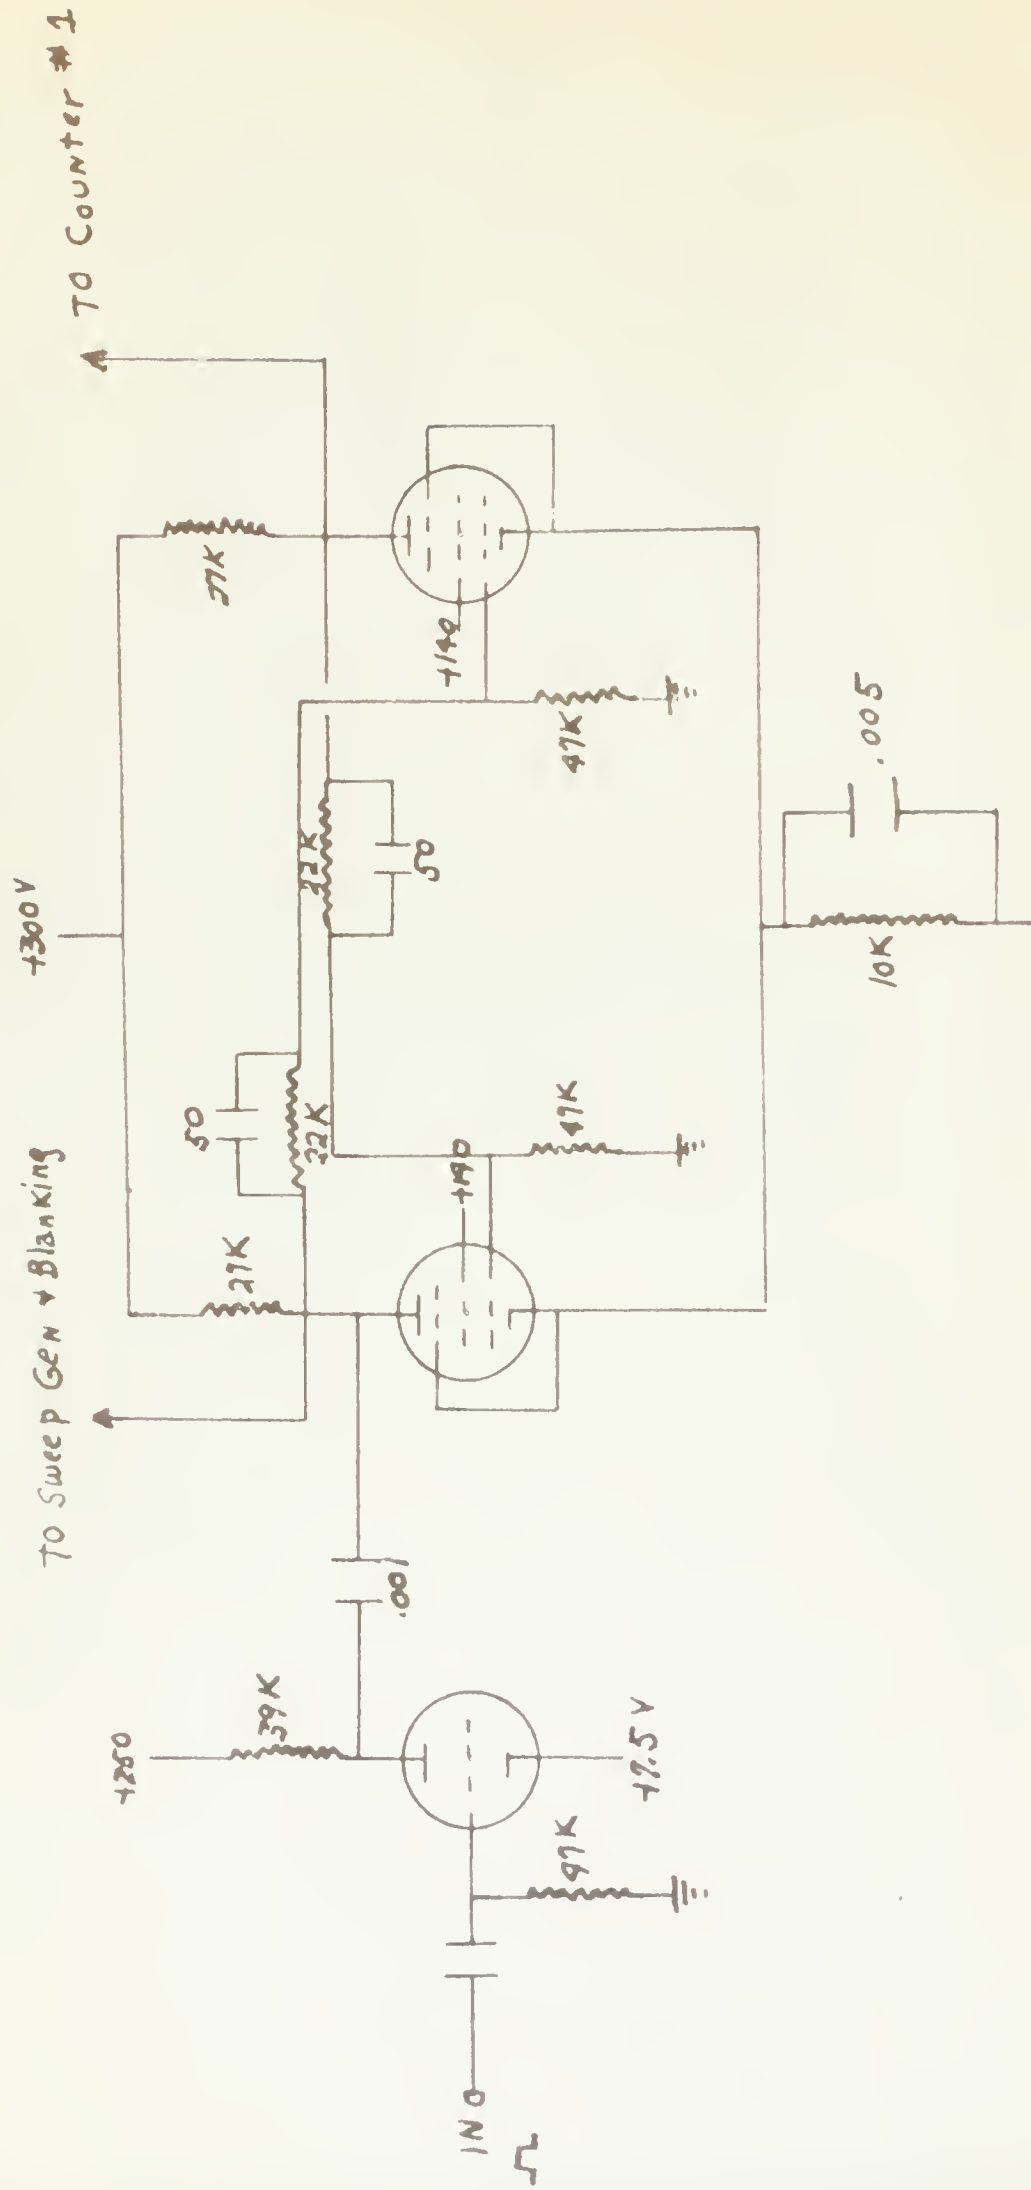 TO Sweep Gen & Blanking
+300V
TO Counter #1
+250
39K
27K
50
22K
27K
50
.001
+140
+140
IN
47K
+7.5V
47K
47K
10K
.005